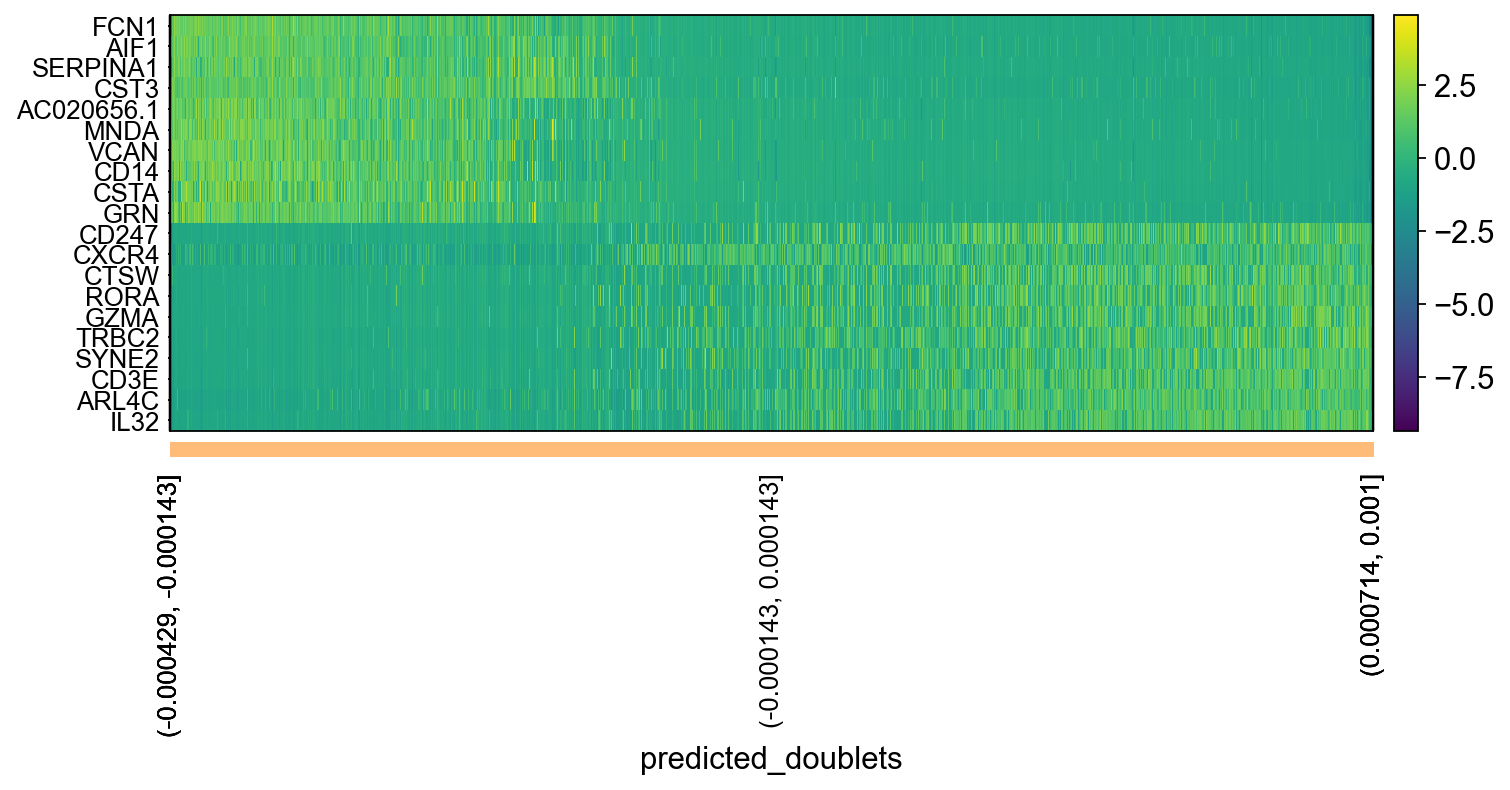 FCN1
AIF1
SERPINA1
CST3
AC020656.1
MNDA
VCAN
CD14
CSTA
GRN
CD247
CXCR4
CTSW
RORA
GZMA
TRBC2
SYNE2
CD3E
ARL4C
IL32
2.5
0.0
−2.5
−5.0
−7.5
(-0.000429, -0.000143]
(-0.000143, 0.000143]
(0.000714, 0.001]
predicted_doublets